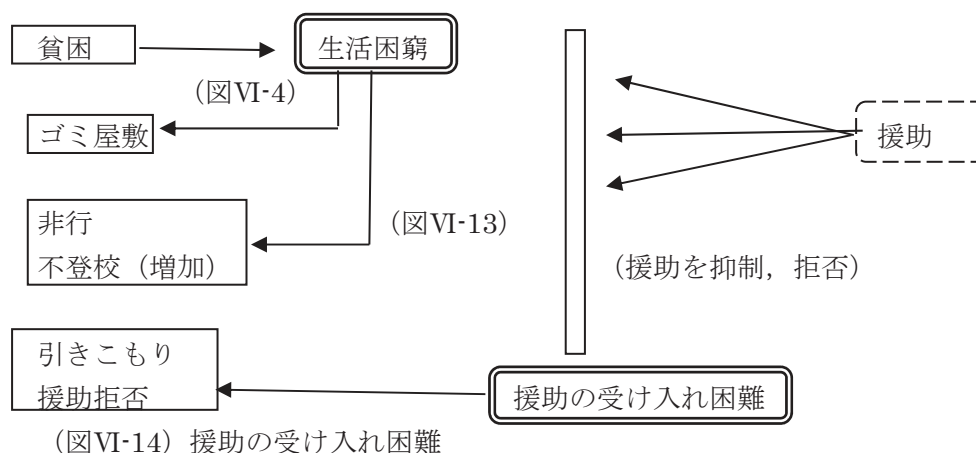 貧困
生活困窮
(図Ⅵ-4)
援助
ゴミ屋敷
非行
不登校（増加）
(図Ⅵ-13)
（援助を抑制，拒否）
引きこもり
援助拒否
援助の受け入れ困難
(図Ⅵ-14）援助の受け入れ困難